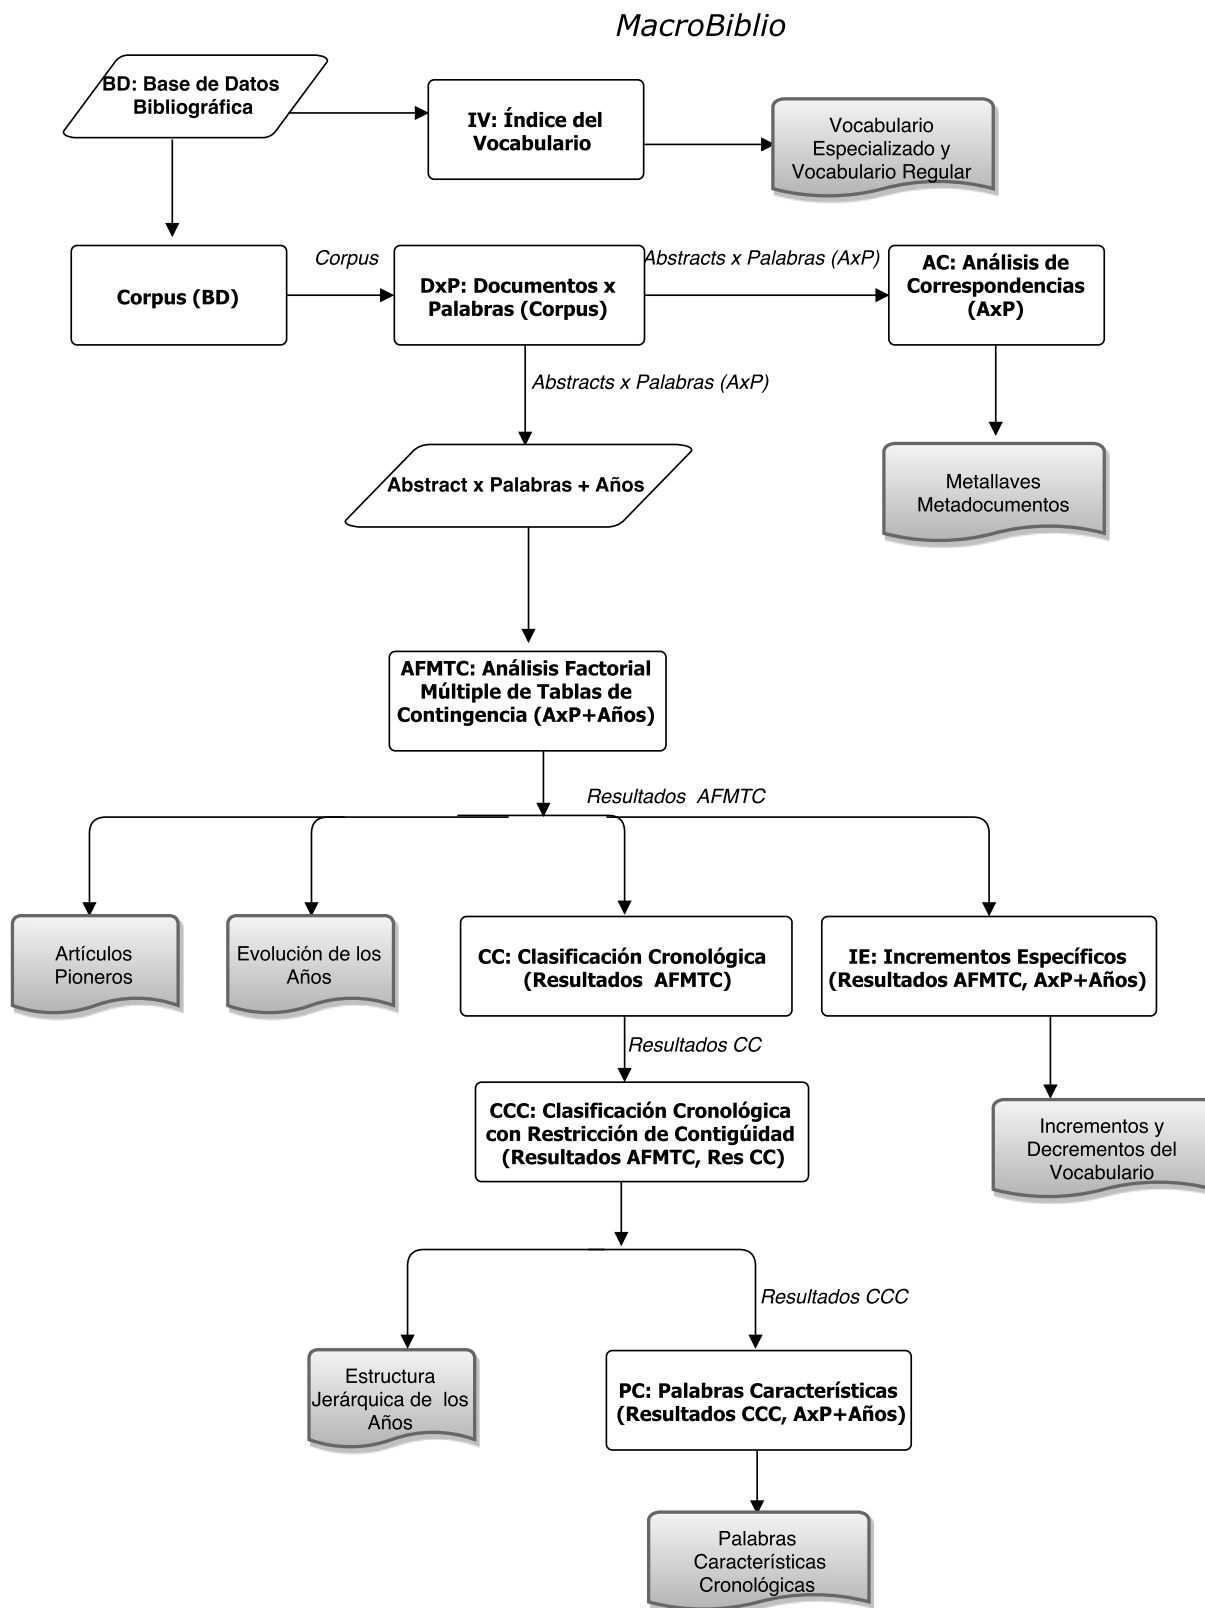 MacroBiblio
BD: Base de Datos
Bibliográfica
IV: Índice del
Vocabulario
Vocabulario
Especializado y
Vocabulario Regular
Corpus (BD)
Corpus
DxP: Documentos x
Palabras (Corpus)
Abstracts x Palabras (AxP)
AC: Análisis de
Correspondencias
(AxP)
Abstracts x Palabras (AxP)
Abstract x Palabras + Años
Metallaves
Metadocumentos
AFMTC: Análisis Factorial
Múltiple de Tablas de
Contingencia (AxP+Años)
Resultados AFMTC
Artículos
Pioneros
Evolución de los
Años
CC: Clasificación Cronológica
(Resultados AFMTC)
IE: Incrementos Específicos
(Resultados AFMTC, AxP+Años)
Resultados CC
CCC: Clasificación Cronológica
con Restricción de Contigúidad
(Resultados AFMTC, Res CC)
Incrementos y
Decrementos del
Vocabulario
Resultados CCC
Estructura
Jerárquica de los
Años
PC: Palabras Características
(Resultados CCC, AxP+Años)
Palabras
Características
Cronológicas